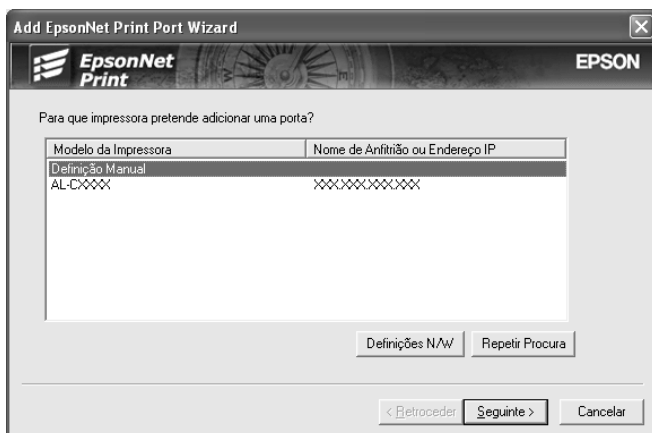 Add EpsonNet Print Port Wizard
EpsonNet
Print
EPSON
Para que impressora pretende adicionar uma porta?
Modelo da Impressora Nome de Anfitrião ou Endereço IP
Definição Manual
AL-CXXXX XXX.XXX.XXX.XXX
Definições N/W Repetir Procura
< Retroceder Seguinte > Cancelar